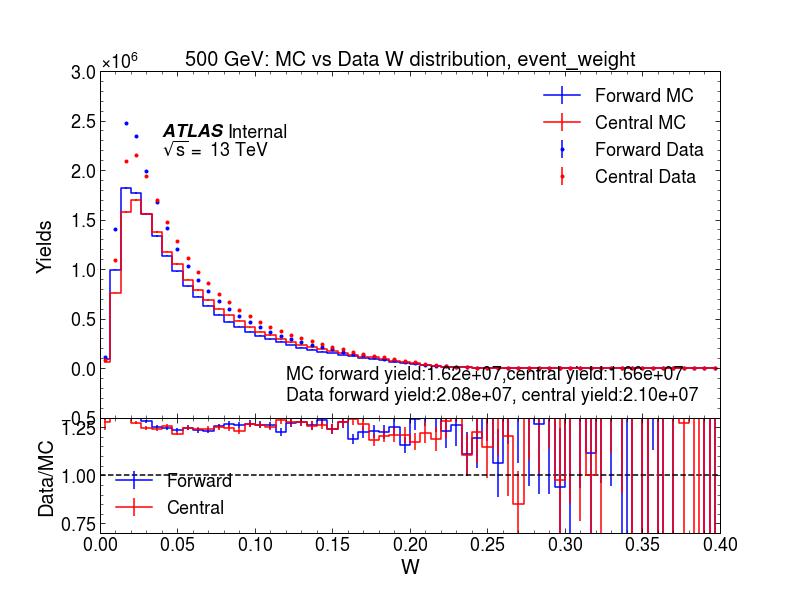 ×10⁶
500 GeV: MC vs Data W distribution, event_weight
3.0
2.5
2.0
1.5
1.0
0.5
0.0
0.5
Yields
ATLAS Internal
√s = 13 TeV
Forward MC
Central MC
Forward Data
Central Data
MC forward yield:1.62e+07,central yield:1.66e+07
Data forward yield:2.08e+07, central yield:2.10e+07
1.25
1.00
0.75
Data/MC
Forward
Central
0.00 0.05 0.10 0.15 0.20 0.25 0.30 0.35 0.40
W